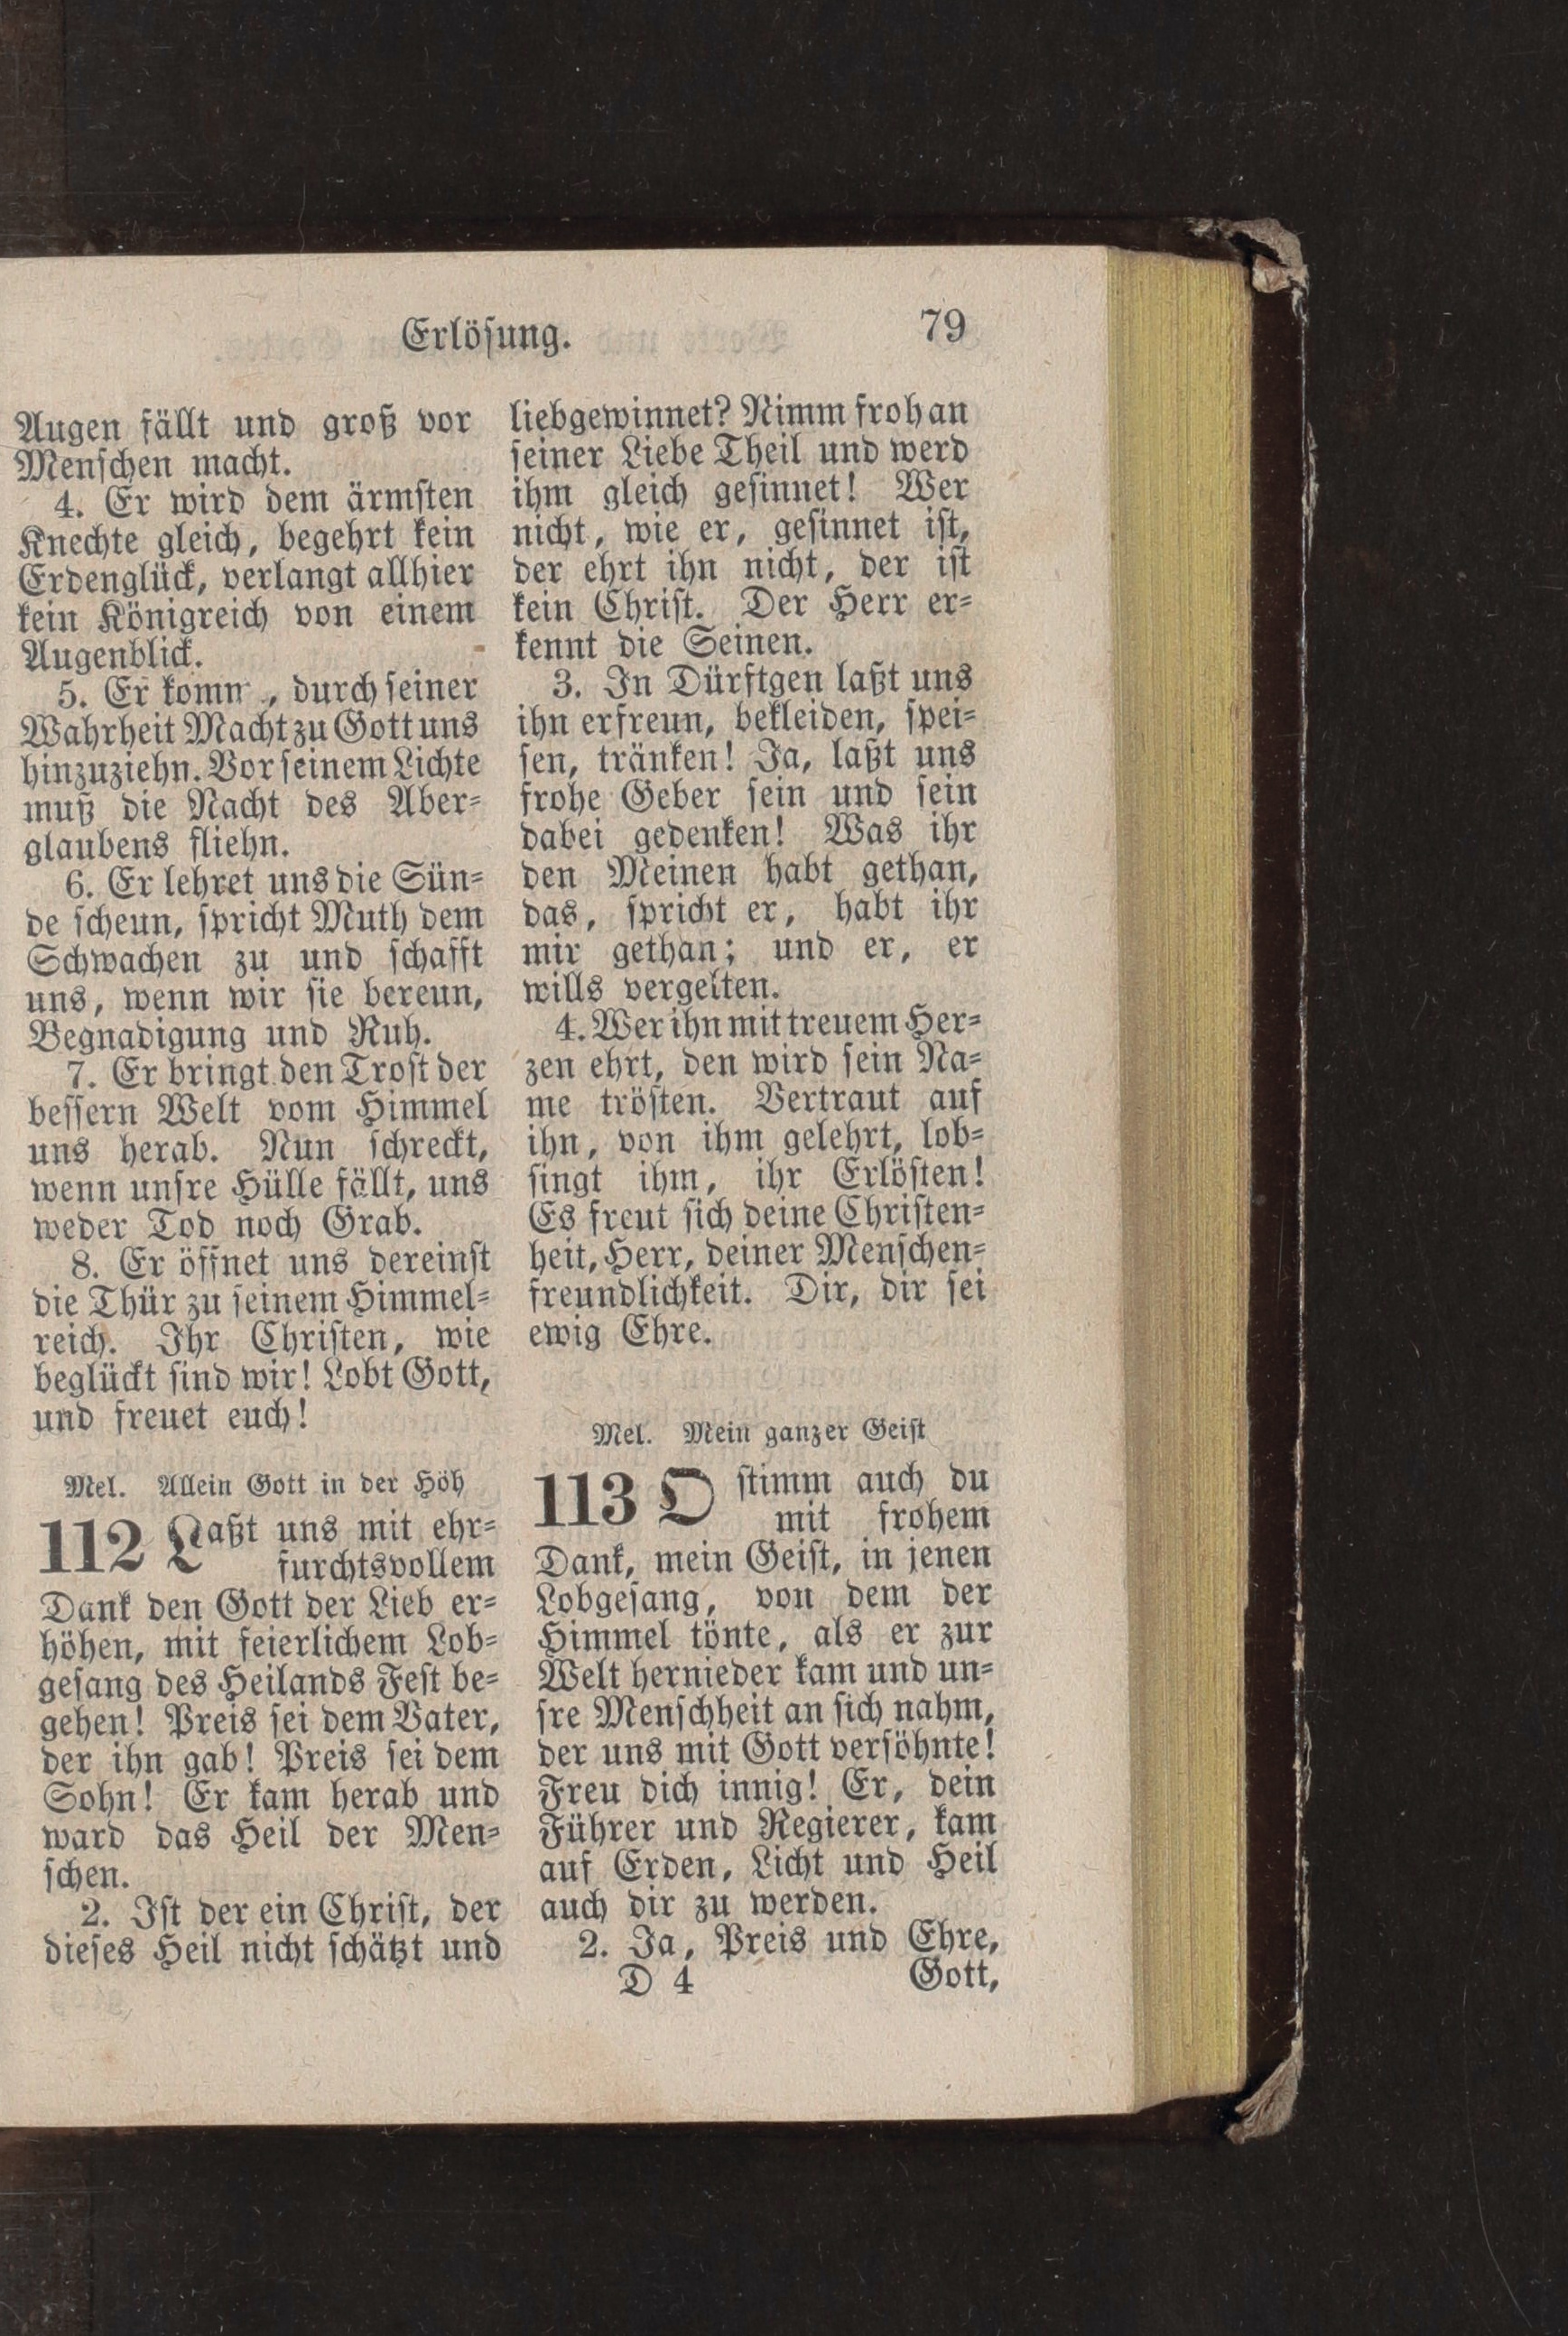 Erlösung. 79
Augen fällt und groß vor
Menschen macht.
4. Er wird dem ärmsten
Knechte gleich, begehrt kein
Erdenglück, verlangt allhier
kein Königreich von einem
Augenblick.
5. Er komm , durch seiner
Wahrheit Macht zu Gott uns
hinzuziehn. Vor seinem Lichte
muß die Nacht des Aber-
glaubens fliehn.
6. Er lehret uns die Sün-
de scheun, spricht Muth dem
Schwachen zu und schafft
uns, wenn wir sie bereun,
Begnadigung und Ruh.
7. Er bringt den Trost der
bessern Welt vom Himmel
uns herab. Nun schreckt,
wenn unsre Hülle fällt, uns
weder Tod noch Grab.
8. Er öffnet uns dereinst
die Thür zu seinem Himmel-
reich. Ihr Christen, wie
beglückt sind wir! Lobt Gott,
und freuet euch!
Mel. Allein Gott in der Höh
112 Laßt uns mit ehr-
furchtsvollem
Dank den Gott der Lieb er-
höhen, mit feierlichem Lob-
gesang des Heilands Fest be-
gehen! Preis sei dem Vater,
der ihn gab! Preis sei dem
Sohn! Er kam herab und
ward das Heil der Men-
schen.
2. Ist der ein Christ, der
dieses Heil nicht schätzt und
liebgewinnet? Nimm froh an
seiner Liebe Theil und werd
ihm gleich gesinnet! Wer
nicht, wie er, gesinnet ist,
der ehrt ihn nicht, der ist
kein Christ. Der Herr er-
kennt die Seinen.
3. In Dürftgen laßt uns
ihn erfreun, bekleiden, spei-
sen, tränken! Ja, laßt uns
frohe Geber sein und sein
dabei gedenken! Was ihr
den Meinen habt gethan,
das, spricht er, habt ihr
mir gethan; und er, er
wills vergelten.
4. Wer ihn mit treuem Her-
zen ehrt, den wird sein Na-
me trösten. Vertraut auf
ihn, von ihm gelehrt, lob-
singt ihm, ihr Erlösten!
Es freut sich deine Christen-
heit, Herr, deiner Menschen-
freundlichkeit. Dir, dir sei
ewig Ehre.
Mel. Mein ganzer Geist
113 O stimm auch du
mit frohem
Dank, mein Geist, in jenen
Lobgesang, von dem der
Himmel tönte, als er zur
Welt hernieder kam und un-
sre Menschheit an sich nahm,
der uns mit Gott versöhnte!
Freu dich innig! Er, dein
Führer und Regierer, kam
auf Erden, Licht und Heil
auch dir zu werden.
2. Ja, Preis und Ehre,
D 4 Gott,